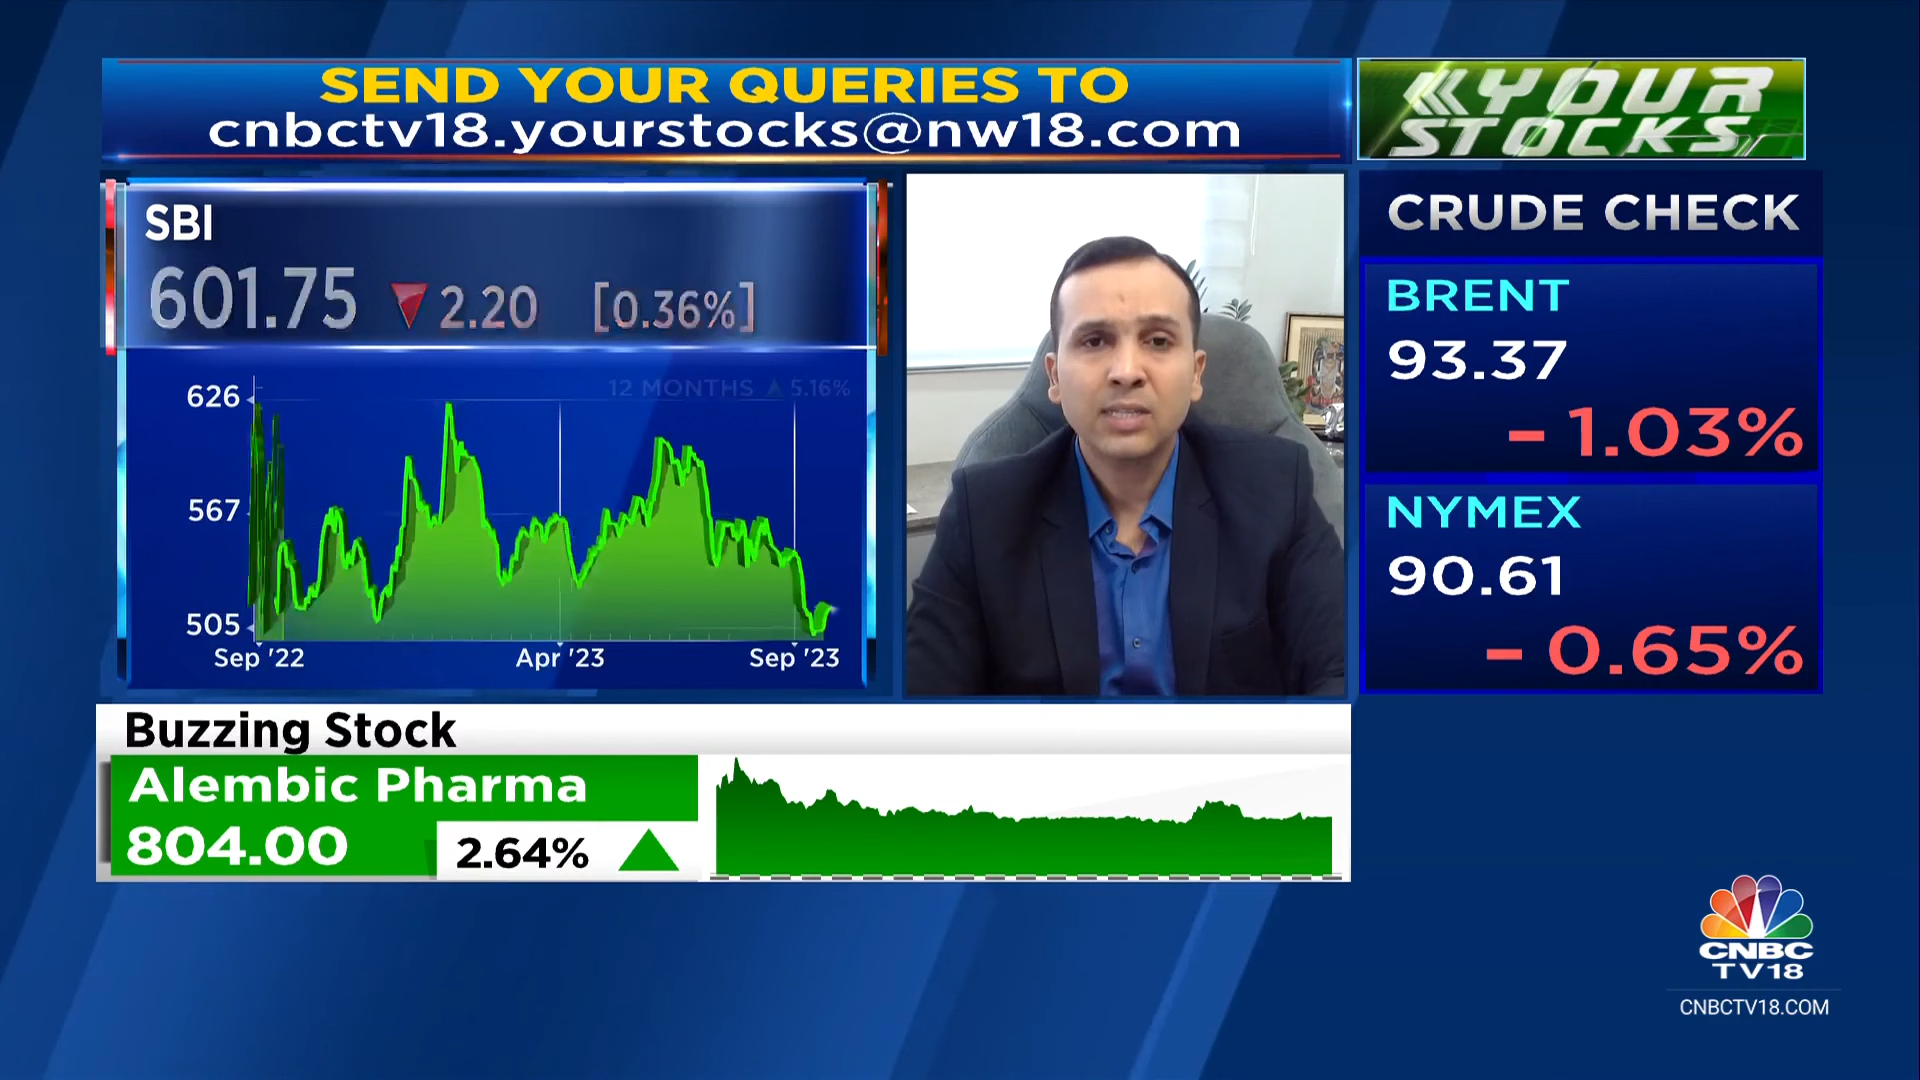 SEND YOUR QUERIES TO
cnbctv18.yourstocks@nw18.com
YOUR
STOCKS
SBI
601.75 ▼ 2.20 [0.36%]
12 MONTHS ▲ 5.16%
626
567
505
Sep '22 Apr '23 Sep '23
CRUDE CHECK
BRENT
93.37
- 1.03%
NYMEX
90.61
- 0.65%
Buzzing Stock
Alembic Pharma
804.00 2.64% ▲
CNBC
TV18
CNBCTV18.COM